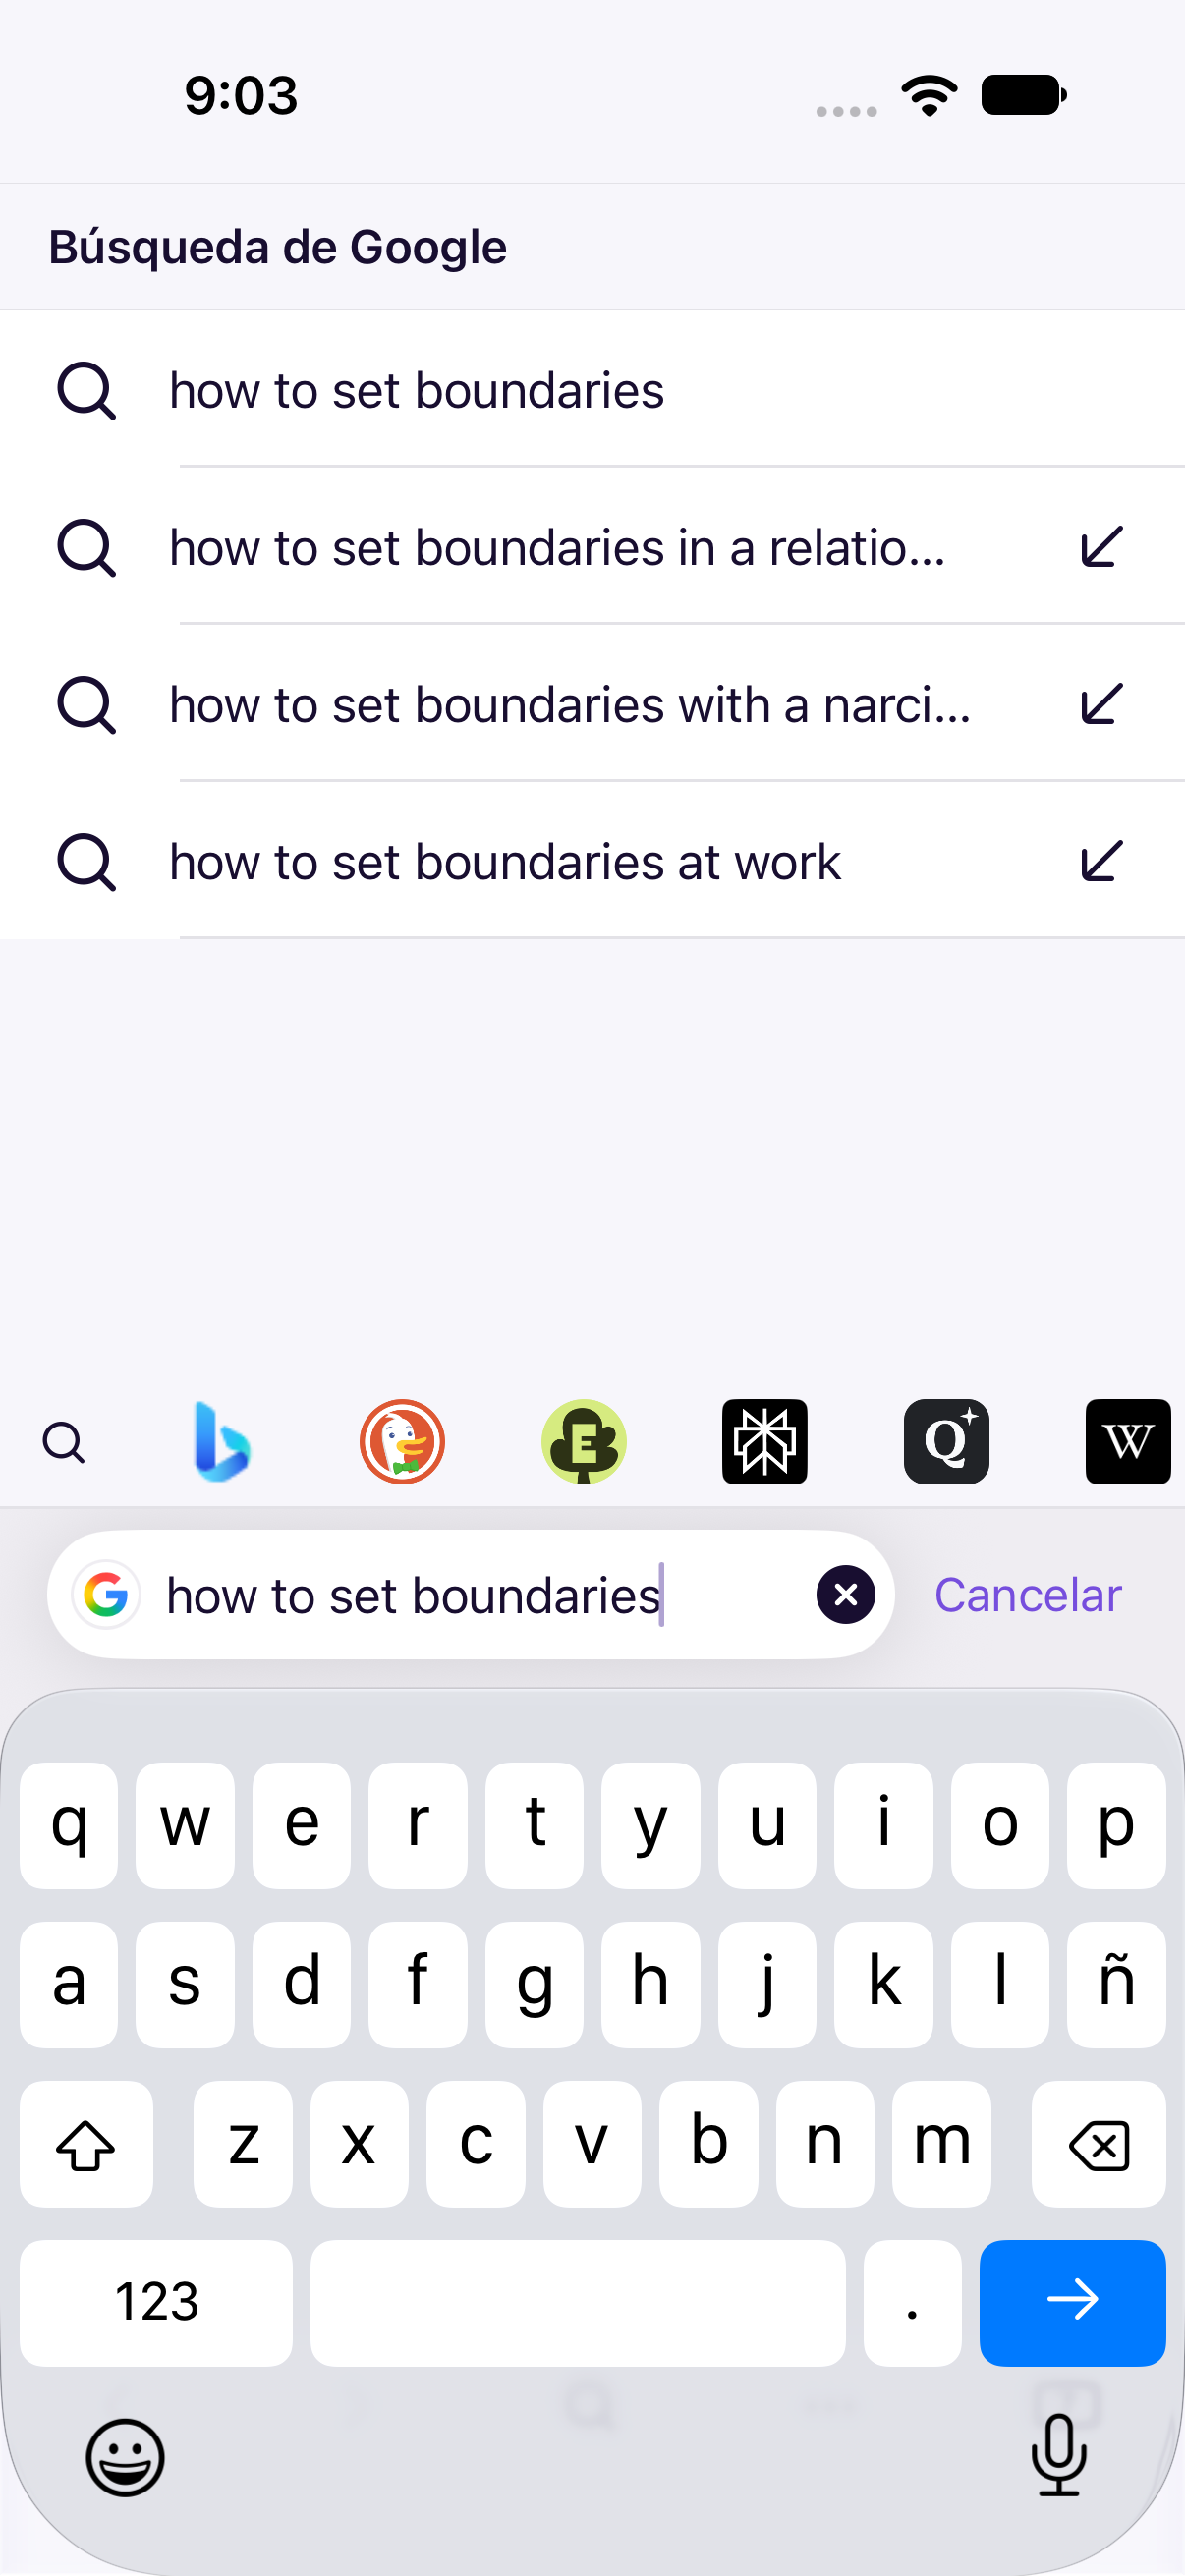 9:03
Búsqueda de Google
how to set boundaries
how to set boundaries in a relatio...
how to set boundaries with a narci...
how to set boundaries at work
E
Q
W
G how to set boundaries Cancelar
q w e r t y u i o p
a s d f g h j k l ñ
z x c v b n m
123 .